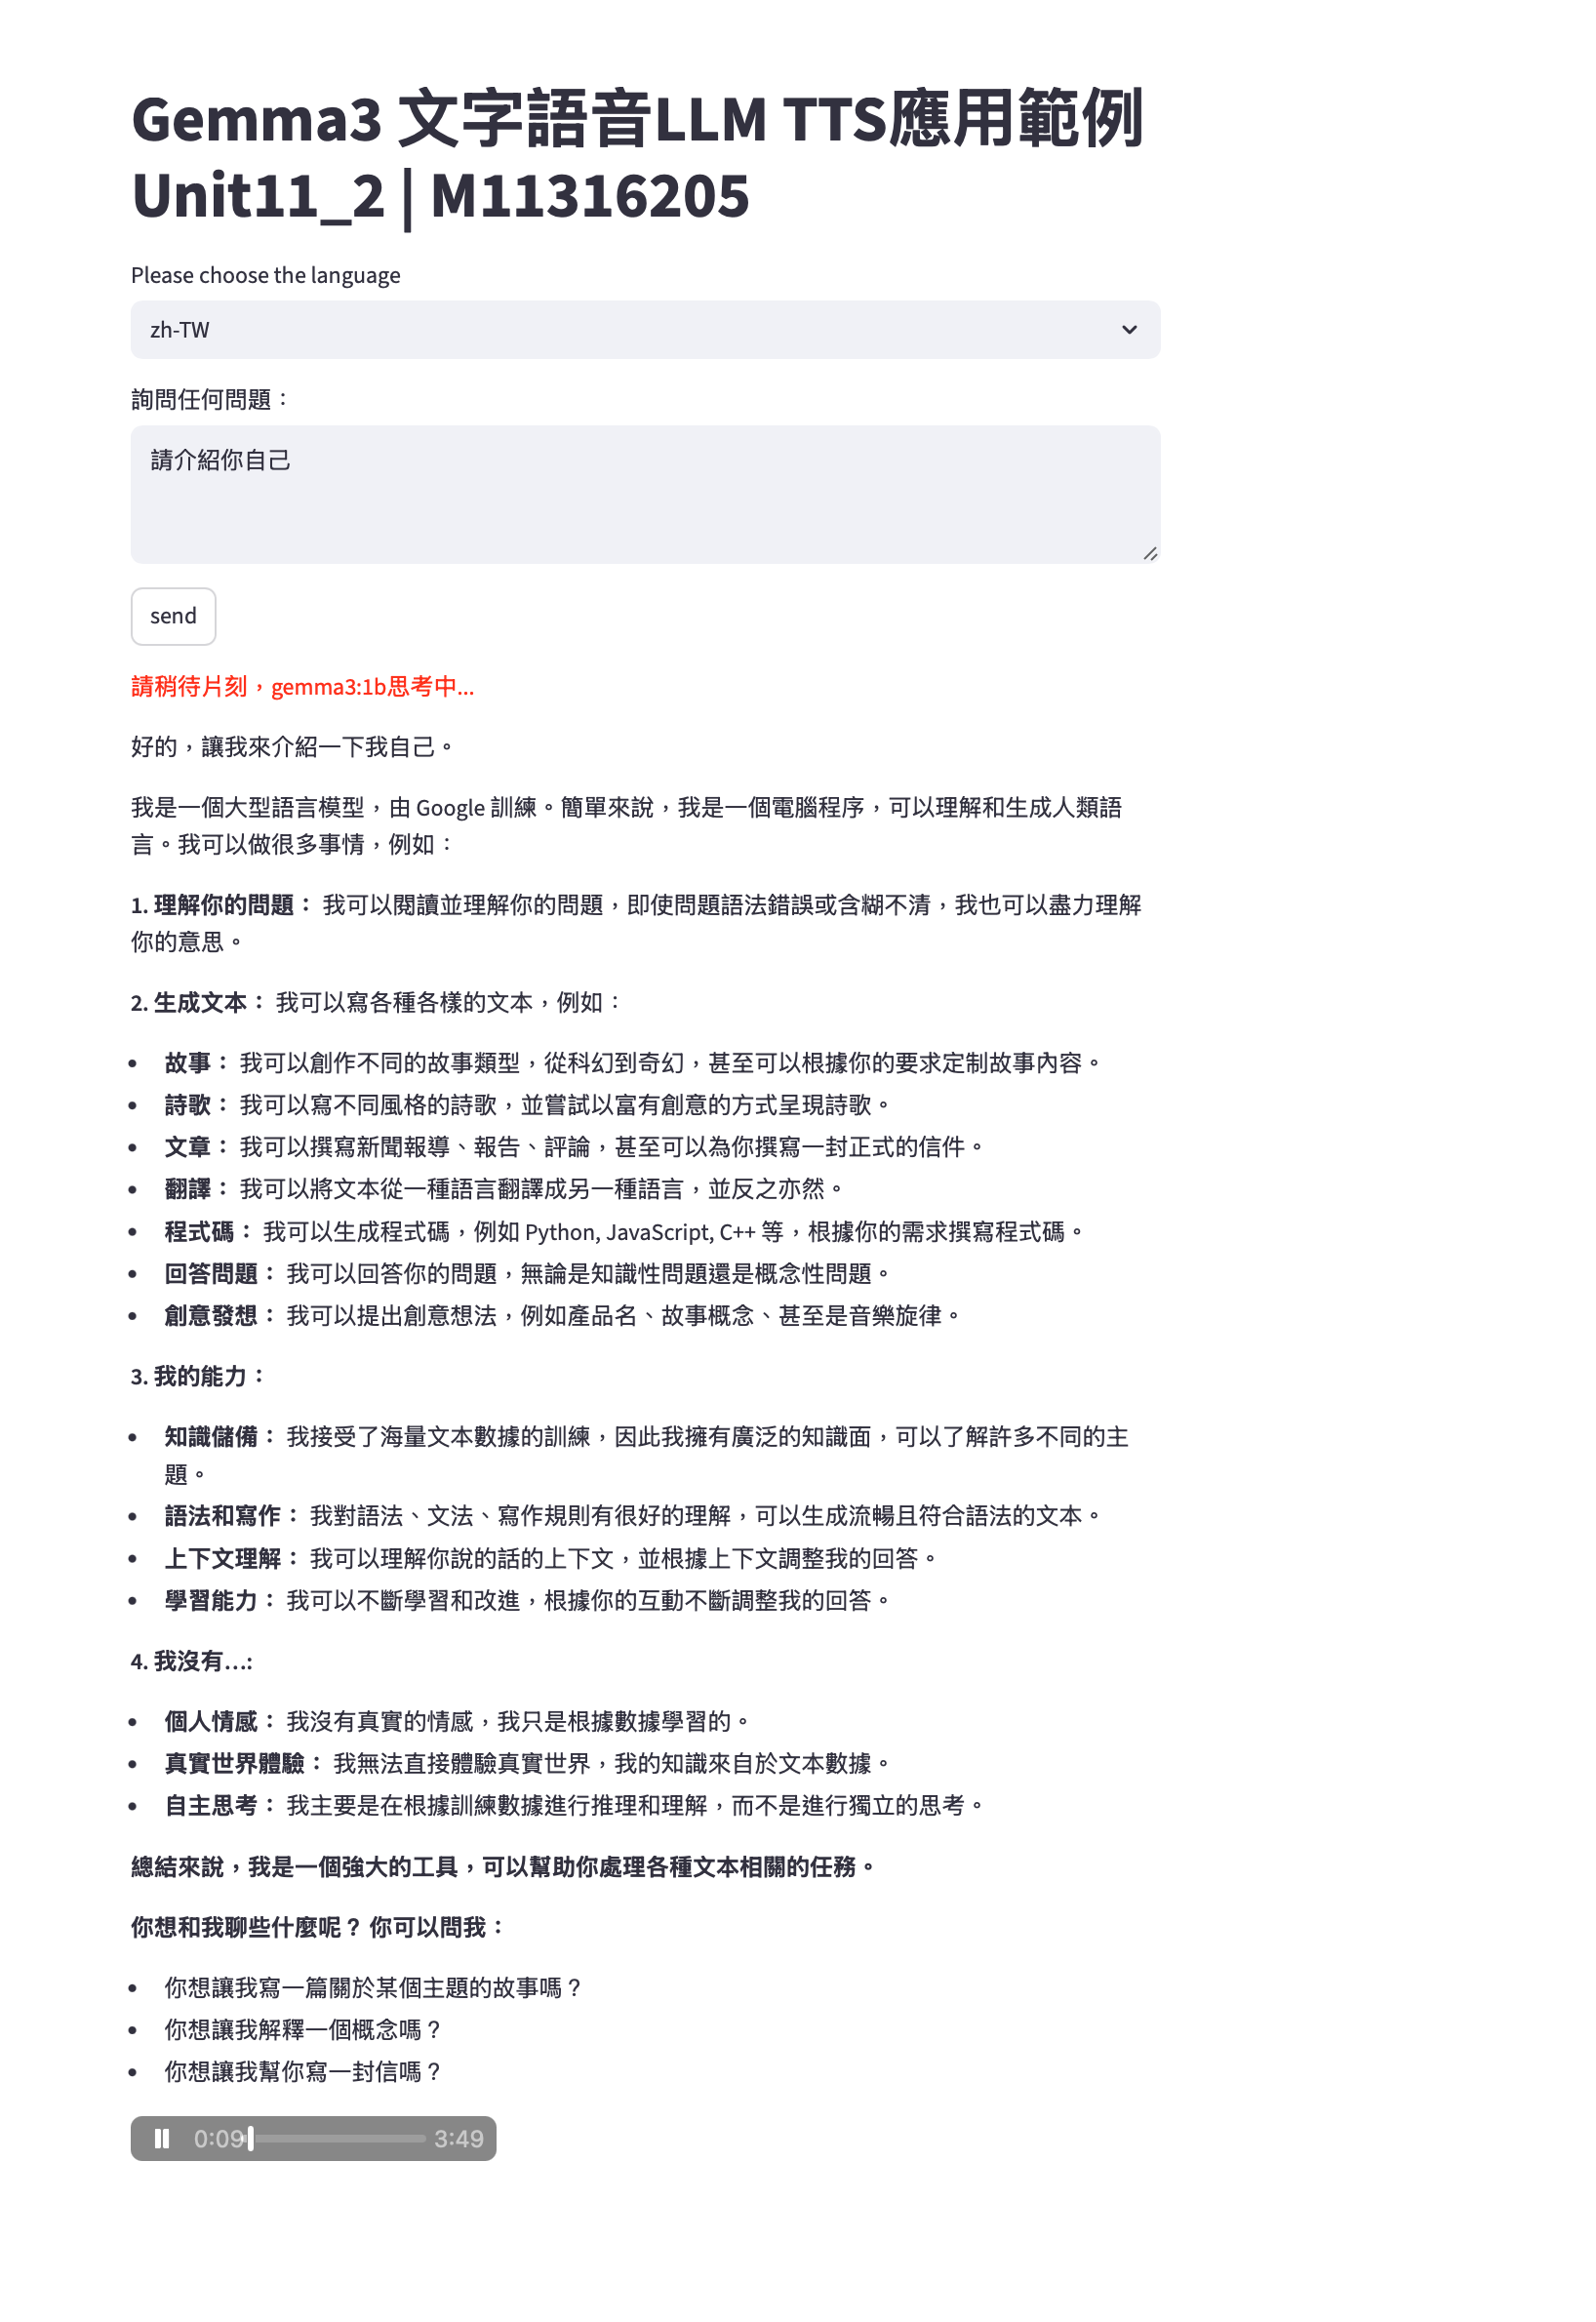 Gemma3 文字語音LLM TTS應用範例
Unit11_2 | M11316205
Please choose the language
zh-TW
詢問任何問題：
請介紹你自己
send
請稍待片刻，gemma3:1b思考中...
好的，讓我來介紹一下我自己。
我是一個大型語言模型，由 Google 訓練。簡單來說，我是一個電腦程序，可以理解和生成人類語
言。我可以做很多事情，例如：
1. 理解你的問題： 我可以閱讀並理解你的問題，即使問題語法錯誤或含糊不清，我也可以盡力理解
你的意思。
2. 生成文本： 我可以寫各種各樣的文本，例如：
• 故事： 我可以創作不同的故事類型，從科幻到奇幻，甚至可以根據你的要求定制故事內容。
• 詩歌： 我可以寫不同風格的詩歌，並嘗試以富有創意的方式呈現詩歌。
• 文章： 我可以撰寫新聞報導、報告、評論，甚至可以為你撰寫一封正式的信件。
• 翻譯： 我可以將文本從一種語言翻譯成另一種語言，並反之亦然。
• 程式碼： 我可以生成程式碼，例如 Python, JavaScript, C++ 等，根據你的需求撰寫程式碼。
• 回答問題： 我可以回答你的問題，無論是知識性問題還是概念性問題。
• 創意發想： 我可以提出創意想法，例如產品名、故事概念、甚至是音樂旋律。
3. 我的能力：
• 知識儲備： 我接受了海量文本數據的訓練，因此我擁有廣泛的知識面，可以了解許多不同的主
題。
• 語法和寫作： 我對語法、文法、寫作規則有很好的理解，可以生成流暢且符合語法的文本。
• 上下文理解： 我可以理解你說的話的上下文，並根據上下文調整我的回答。
• 學習能力： 我可以不斷學習和改進，根據你的互動不斷調整我的回答。
4. 我沒有…:
• 個人情感： 我沒有真實的情感，我只是根據數據學習的。
• 真實世界體驗： 我無法直接體驗真實世界，我的知識來自於文本數據。
• 自主思考： 我主要是在根據訓練數據進行推理和理解，而不是進行獨立的思考。
總結來說，我是一個強大的工具，可以幫助你處理各種文本相關的任務。
你想和我聊些什麼呢？ 你可以問我：
• 你想讓我寫一篇關於某個主題的故事嗎？
• 你想讓我解釋一個概念嗎？
• 你想讓我幫你寫一封信嗎？
0:09 3:49